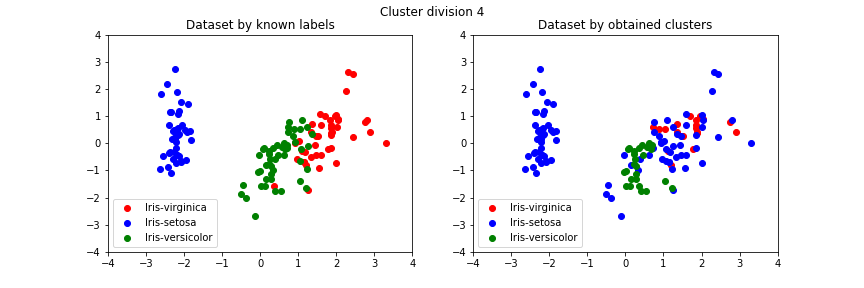 Cluster division 4
Dataset by known labels
4
3
2
1
0
−1
−2
−3
−4
−4 −3 −2 −1 0 1 2 3 4
Iris-virginica
Iris-setosa
Iris-versicolor
Dataset by obtained clusters
4
3
2
1
0
−1
−2
−3
−4
−4 −3 −2 −1 0 1 2 3 4
Iris-virginica
Iris-setosa
Iris-versicolor